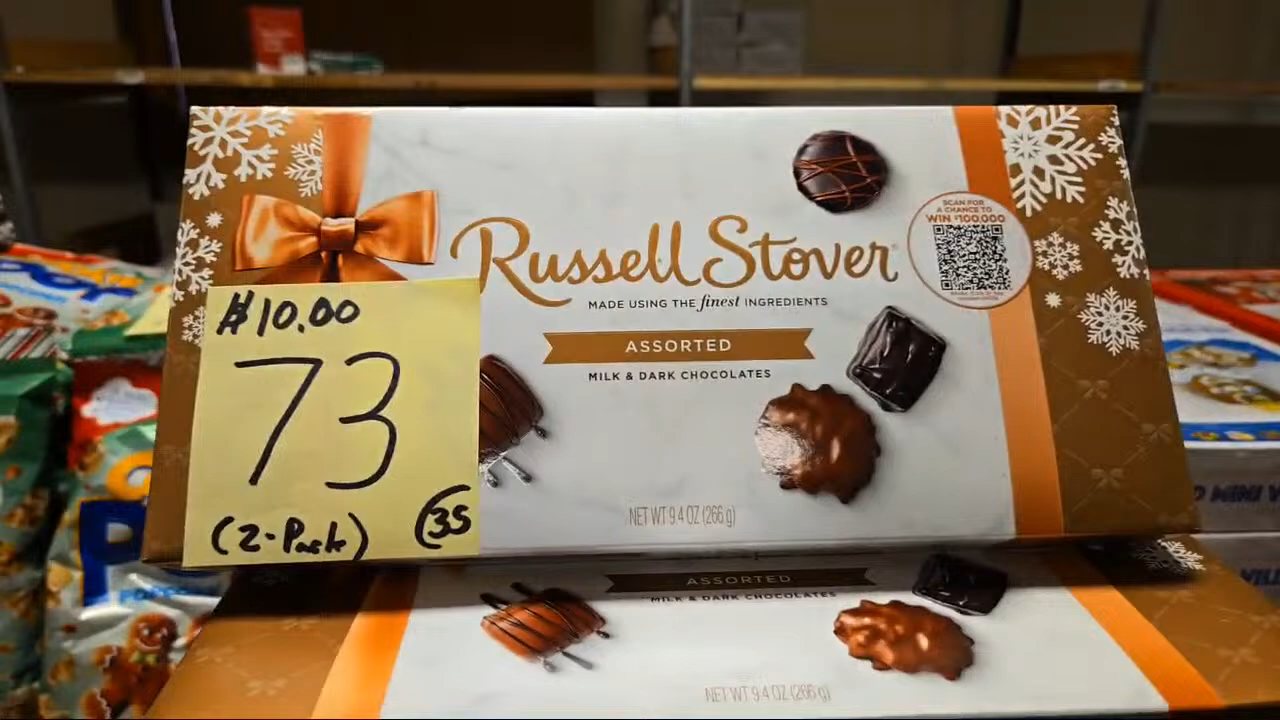 Russell Stover
MADE USING THE finest INGREDIENTS
ASSORTED
MILK & DARK CHOCOLATES
NET WT 9.4 OZ (266 g)
SCAN FOR
A CHANCE TO
WIN $100,000
$10.00
73
(2-Pack)
(35
ASSORTED
MILK & DARK CHOCOLATES
NET WT 9.4 OZ (266 g)
MINI